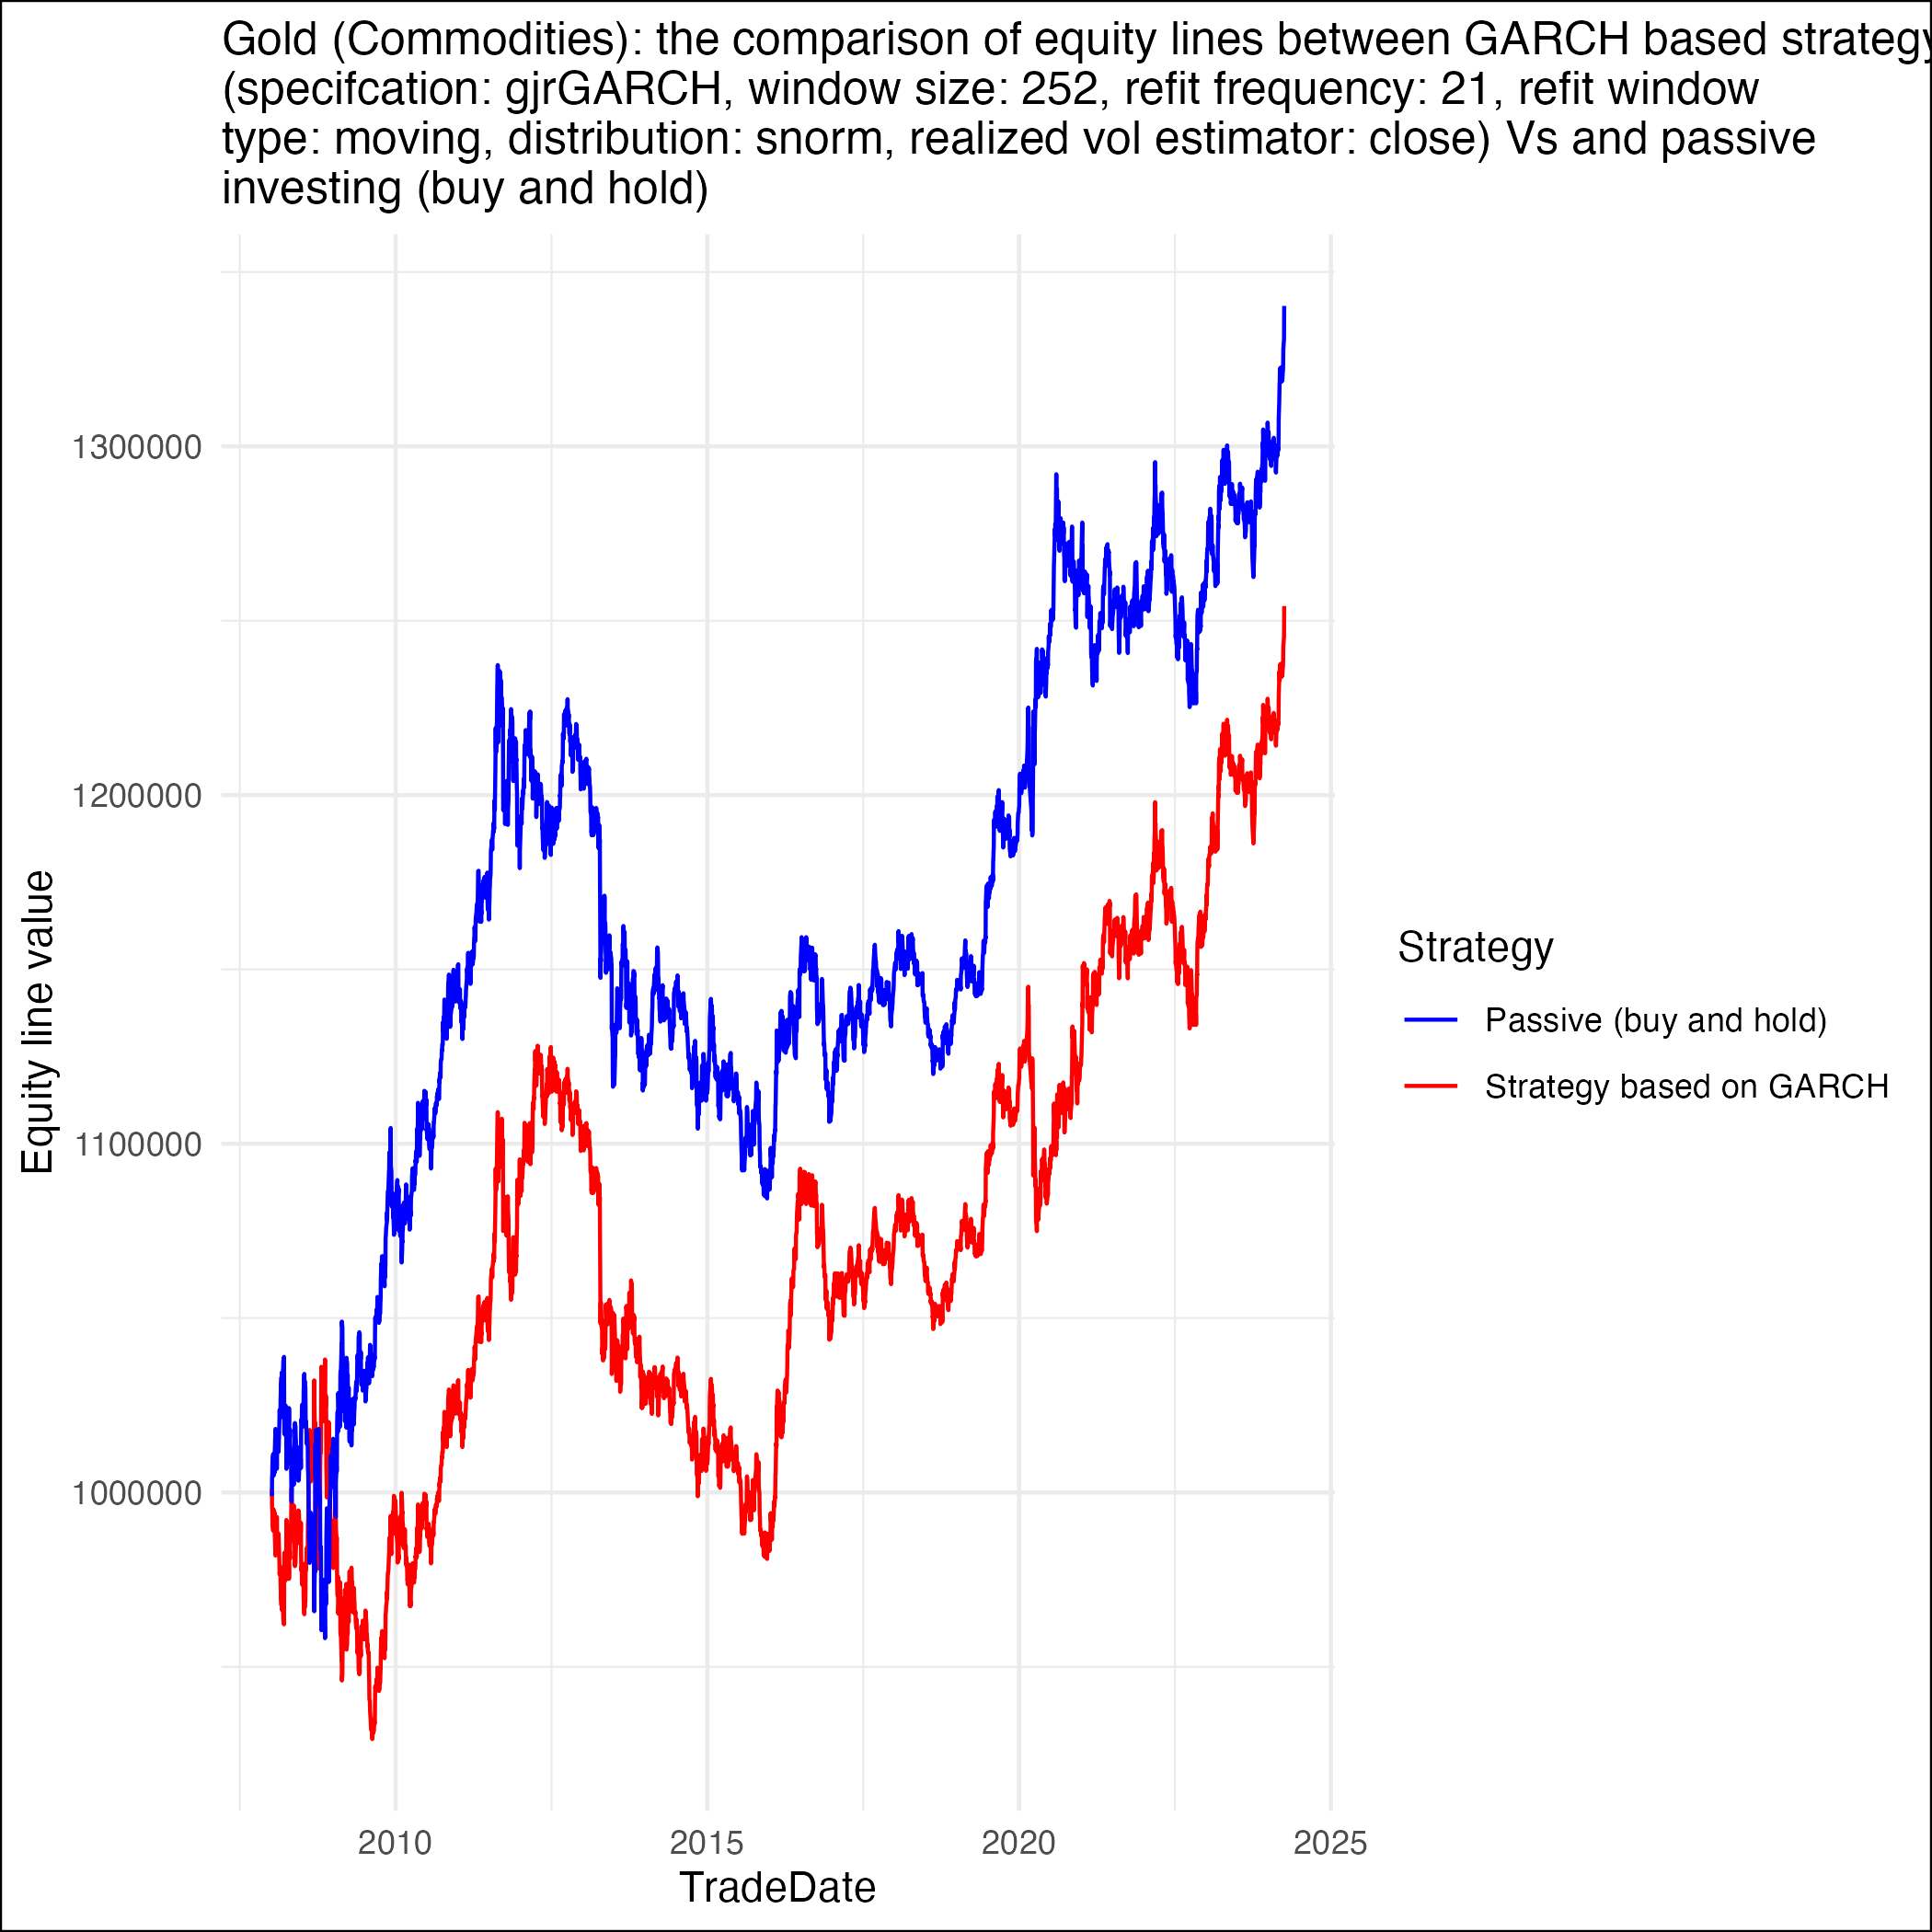 Gold (Commodities): the comparison of equity lines between GARCH based strategy
(specifcation: gjrGARCH, window size: 252, refit frequency: 21, refit window
type: moving, distribution: snorm, realized vol estimator: close) Vs and passive
investing (buy and hold)
1300000
1200000
1100000
1000000
Equity line value
2010
2015
2020
2025
TradeDate
Strategy
Passive (buy and hold)
Strategy based on GARCH